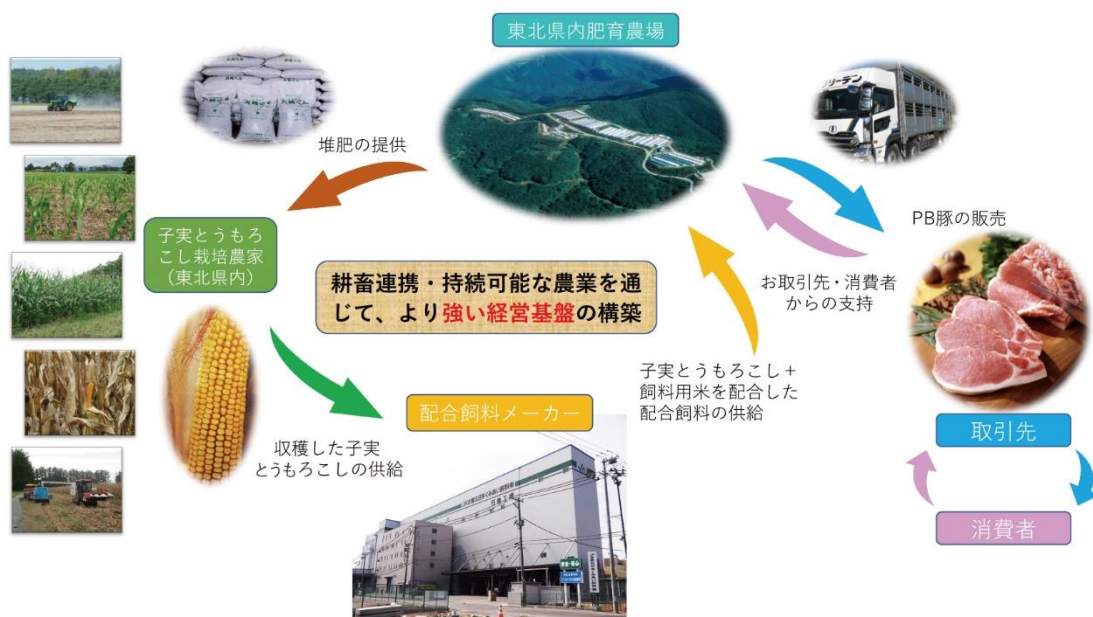 東北県内肥育農場
堆肥の提供
子実とうもろ
こし栽培農家
（東北県内）
耕畜連携・持続可能な農業を通
じて、より強い経営基盤の構築
PB豚の販売
お取引先・消費者
からの支持
子実とうもろこし＋
飼料用米を配合した
配合飼料の供給
配合飼料メーカー
収穫した子実
とうもろこしの供給
取引先
消費者